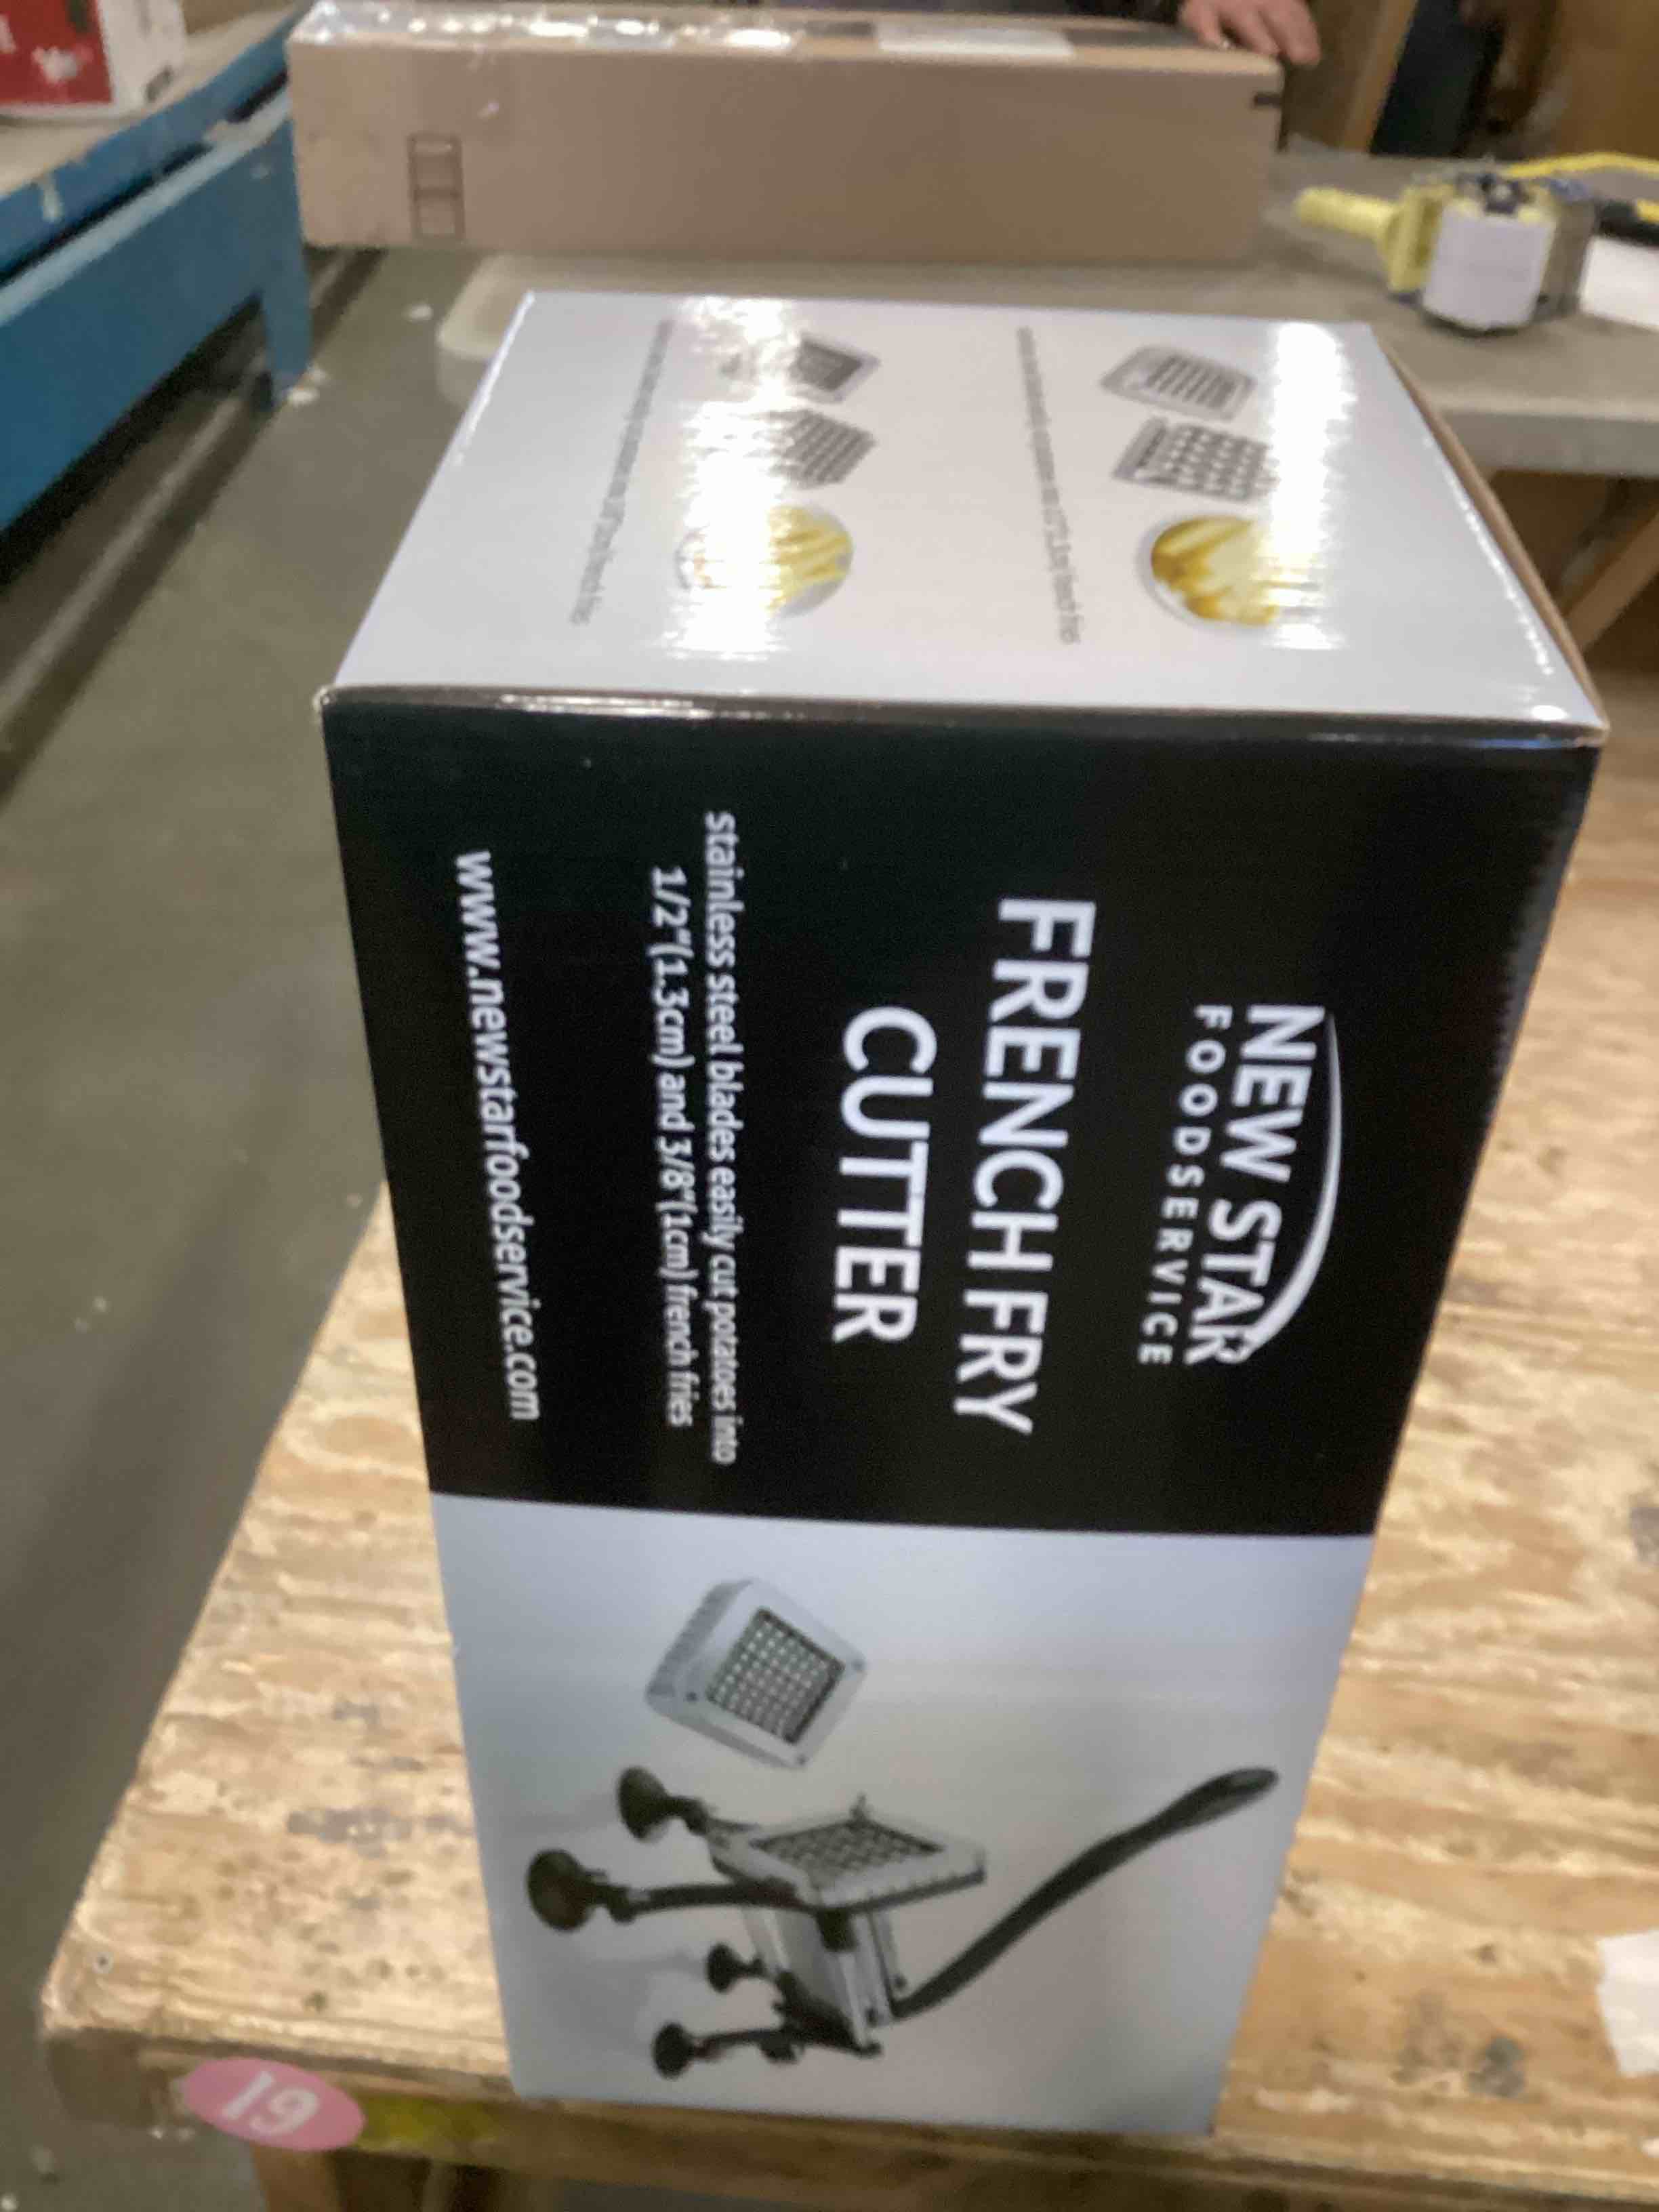 NEW STAR
FOODSERVICE
FRENCH FRY
CUTTER
stainless steel blades easily cut potatoes into
1/2"(1.3cm) and 3/8"(1cm) french fries
www.newstarfoodservice.com
19